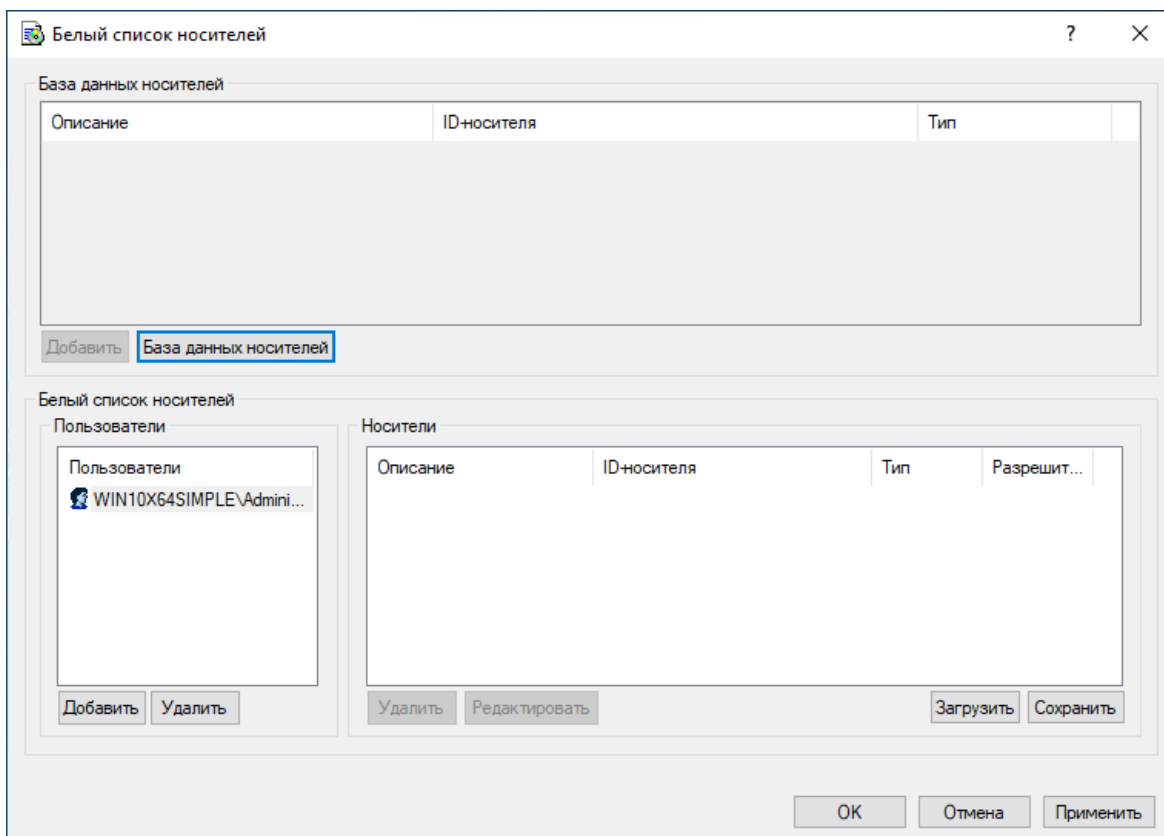 Белый список носителей
?
База данных носителей
Описание ID-носителя Тип
Добавить База данных носителей
Белый список носителей
Пользователи
Пользователи
WIN10X64SIMPLE\Admini...
Добавить Удалить
Носители
Описание ID-носителя Тип Разрешит...
Удалить Редактировать Загрузить Сохранить
OK Отмена Применить